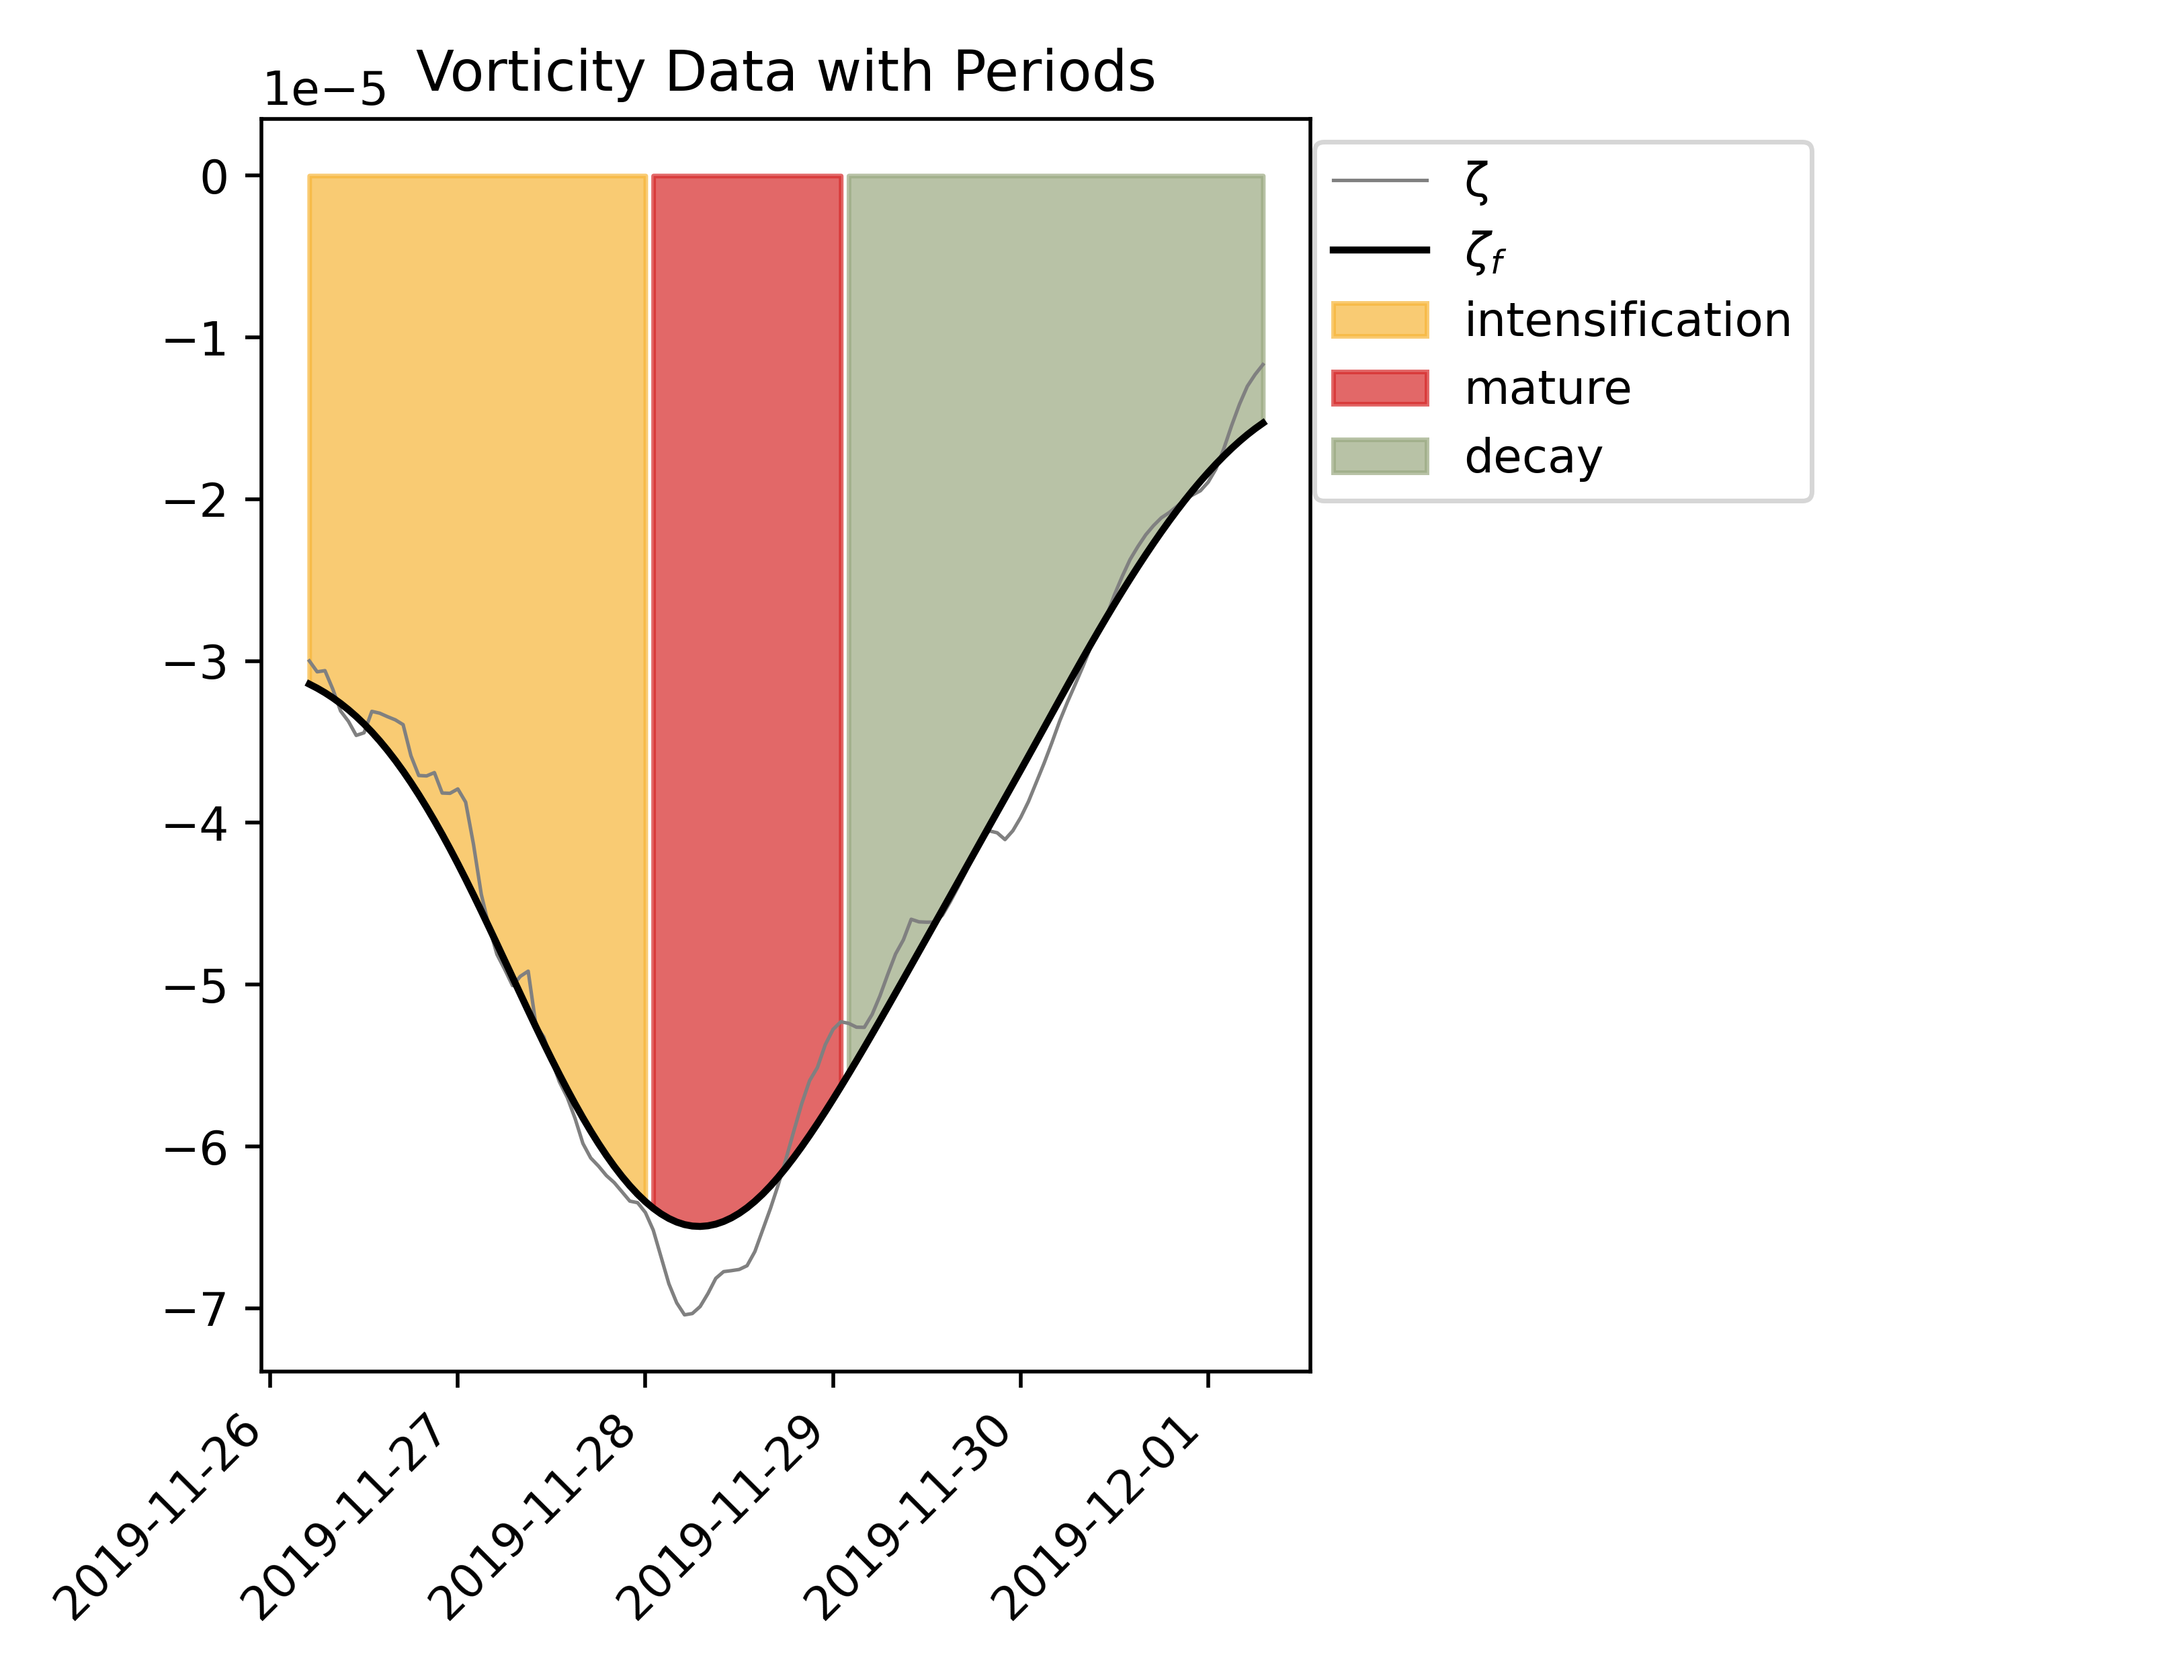 Vorticity Data with Periods
1e−5
0
−1
−2
−3
−4
−5
−6
−7
2019-11-26
2019-11-27
2019-11-28
2019-11-29
2019-11-30
2019-12-01
ζ
ζf
intensification
mature
decay